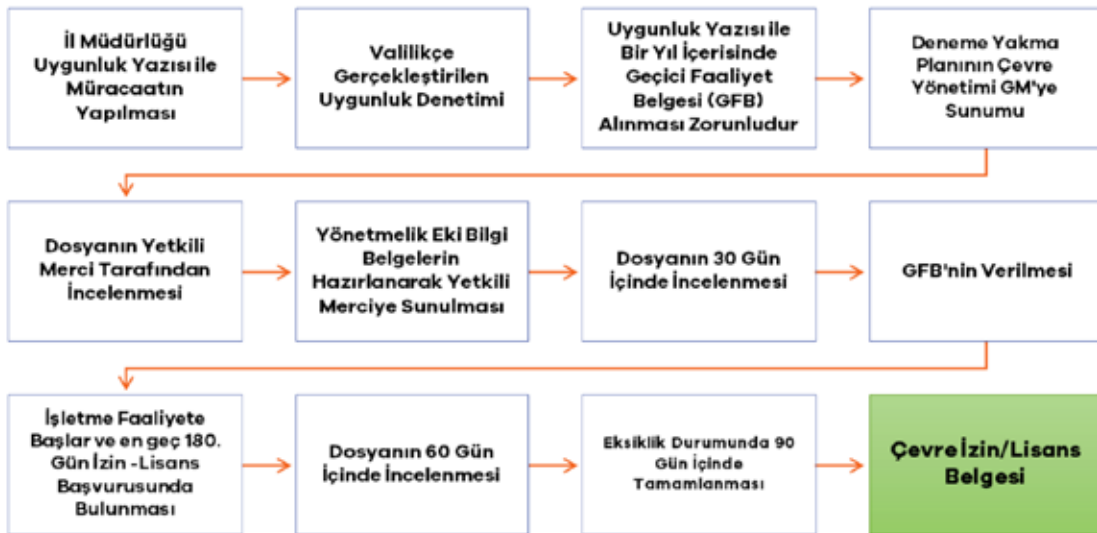 İl Müdürlüğü
Uygunluk Yazısı ile
Müracaatın
Yapılması
Valilikçe
Gerçekleştirilen
Uygunluk Denetimi
Uygunluk Yazısı ile
Bir Yıl İçerisinde
Geçici Faaliyet
Belgesi (GFB)
Alınması Zorunludur
Deneme Yakma
Planının Çevre
Yönetimi GM'ye
Sunumu
Dosyanın Yetkili
Merci Tarafından
İncelenmesi
Yönetmelik Eki Bilgi
Belgelerin
Hazırlanarak Yetkili
Merciye Sunulması
Dosyanın 30 Gün
İçinde İncelenmesi
GFB'nin Verilmesi
İşletme Faaliyete
Başlar ve en geç 180.
Gün İzin -Lisans
Başvurusunda
Bulunması
Dosyanın 60 Gün
İçinde İncelenmesi
Eksiklik Durumunda 90
Gün İçinde
Tamamlanması
Çevre İzin/Lisans
Belgesi